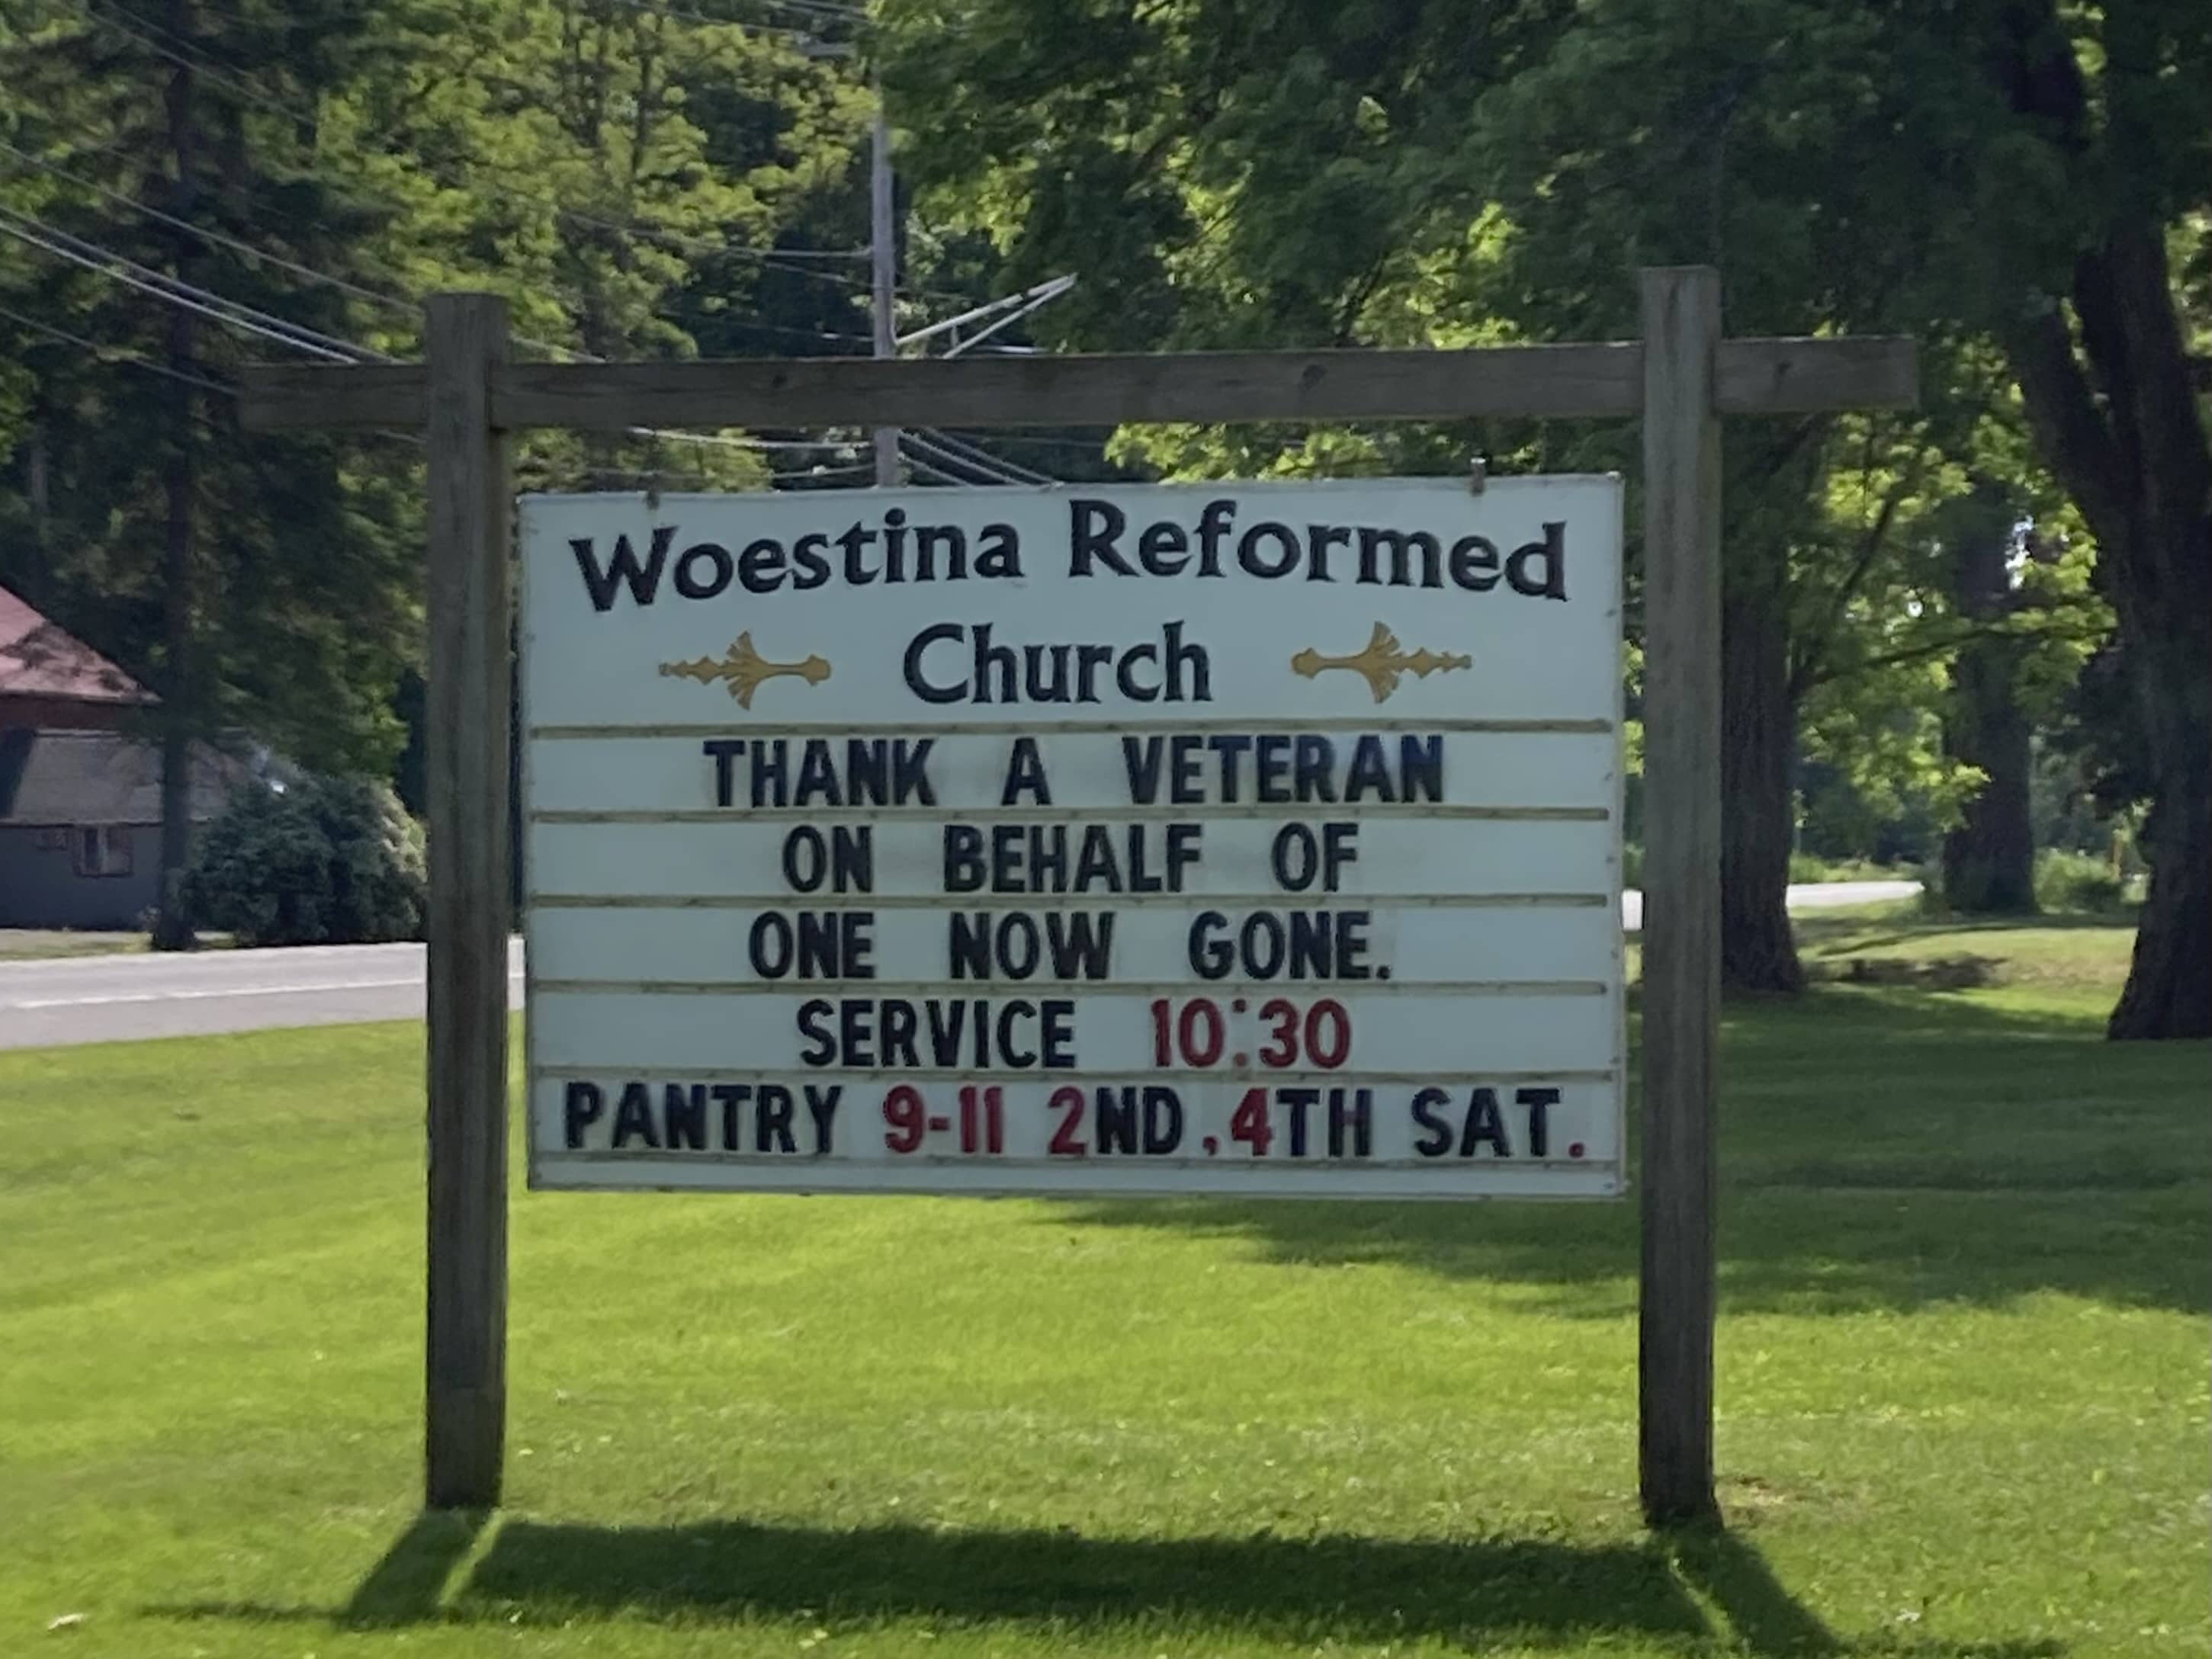 Woestina Reformed
Church
THANK A VETERAN
ON BEHALF OF
ONE NOW GONE.
SERVICE 10:30
PANTRY 9-11 2ND,4TH SAT.